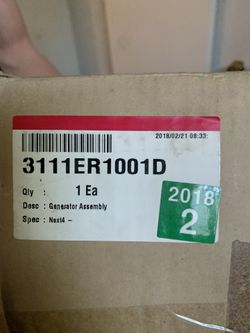 2018/02/21 08:33:
3111ER1001D
Qty : 1 Ea
Desc : Generator Assembly
Spec : Next4 ~
2018
2